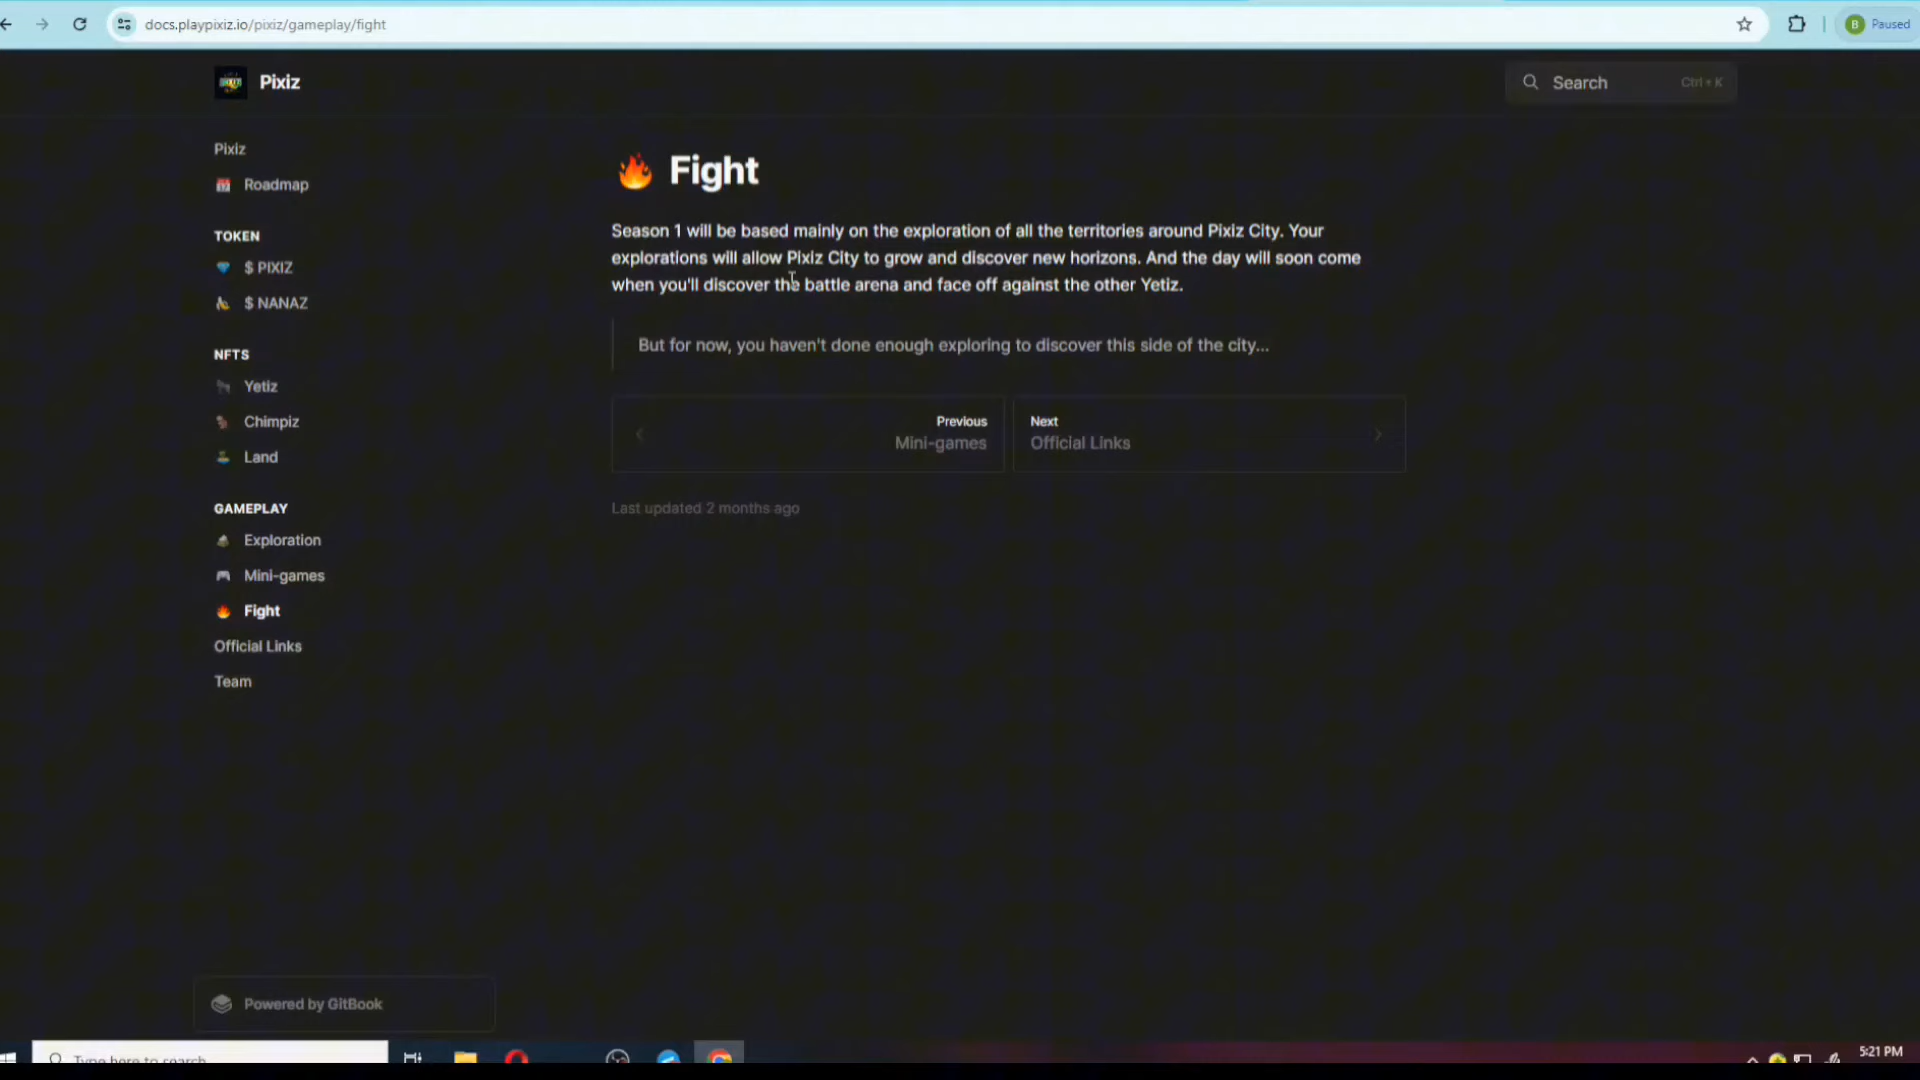 docs.playpixiz.io/pixiz/gameplay/fight
B Paused
Pixiz
Search
Ctrl + K
Pixiz
Roadmap
TOKEN
$ PIXIZ
$ NANAZ
NFTS
Yetiz
Chimpiz
Land
GAMEPLAY
Exploration
Mini-games
Fight
Official Links
Team
Powered by GitBook
Fight
Season 1 will be based mainly on the exploration of all the territories around Pixiz City. Your
explorations will allow Pixiz City to grow and discover new horizons. And the day will soon come
when you'll discover the battle arena and face off against the other Yetiz.
But for now, you haven't done enough exploring to discover this side of the city...
Previous
Mini-games
Next
Official Links
Last updated 2 months ago
Type here to search
5:21 PM